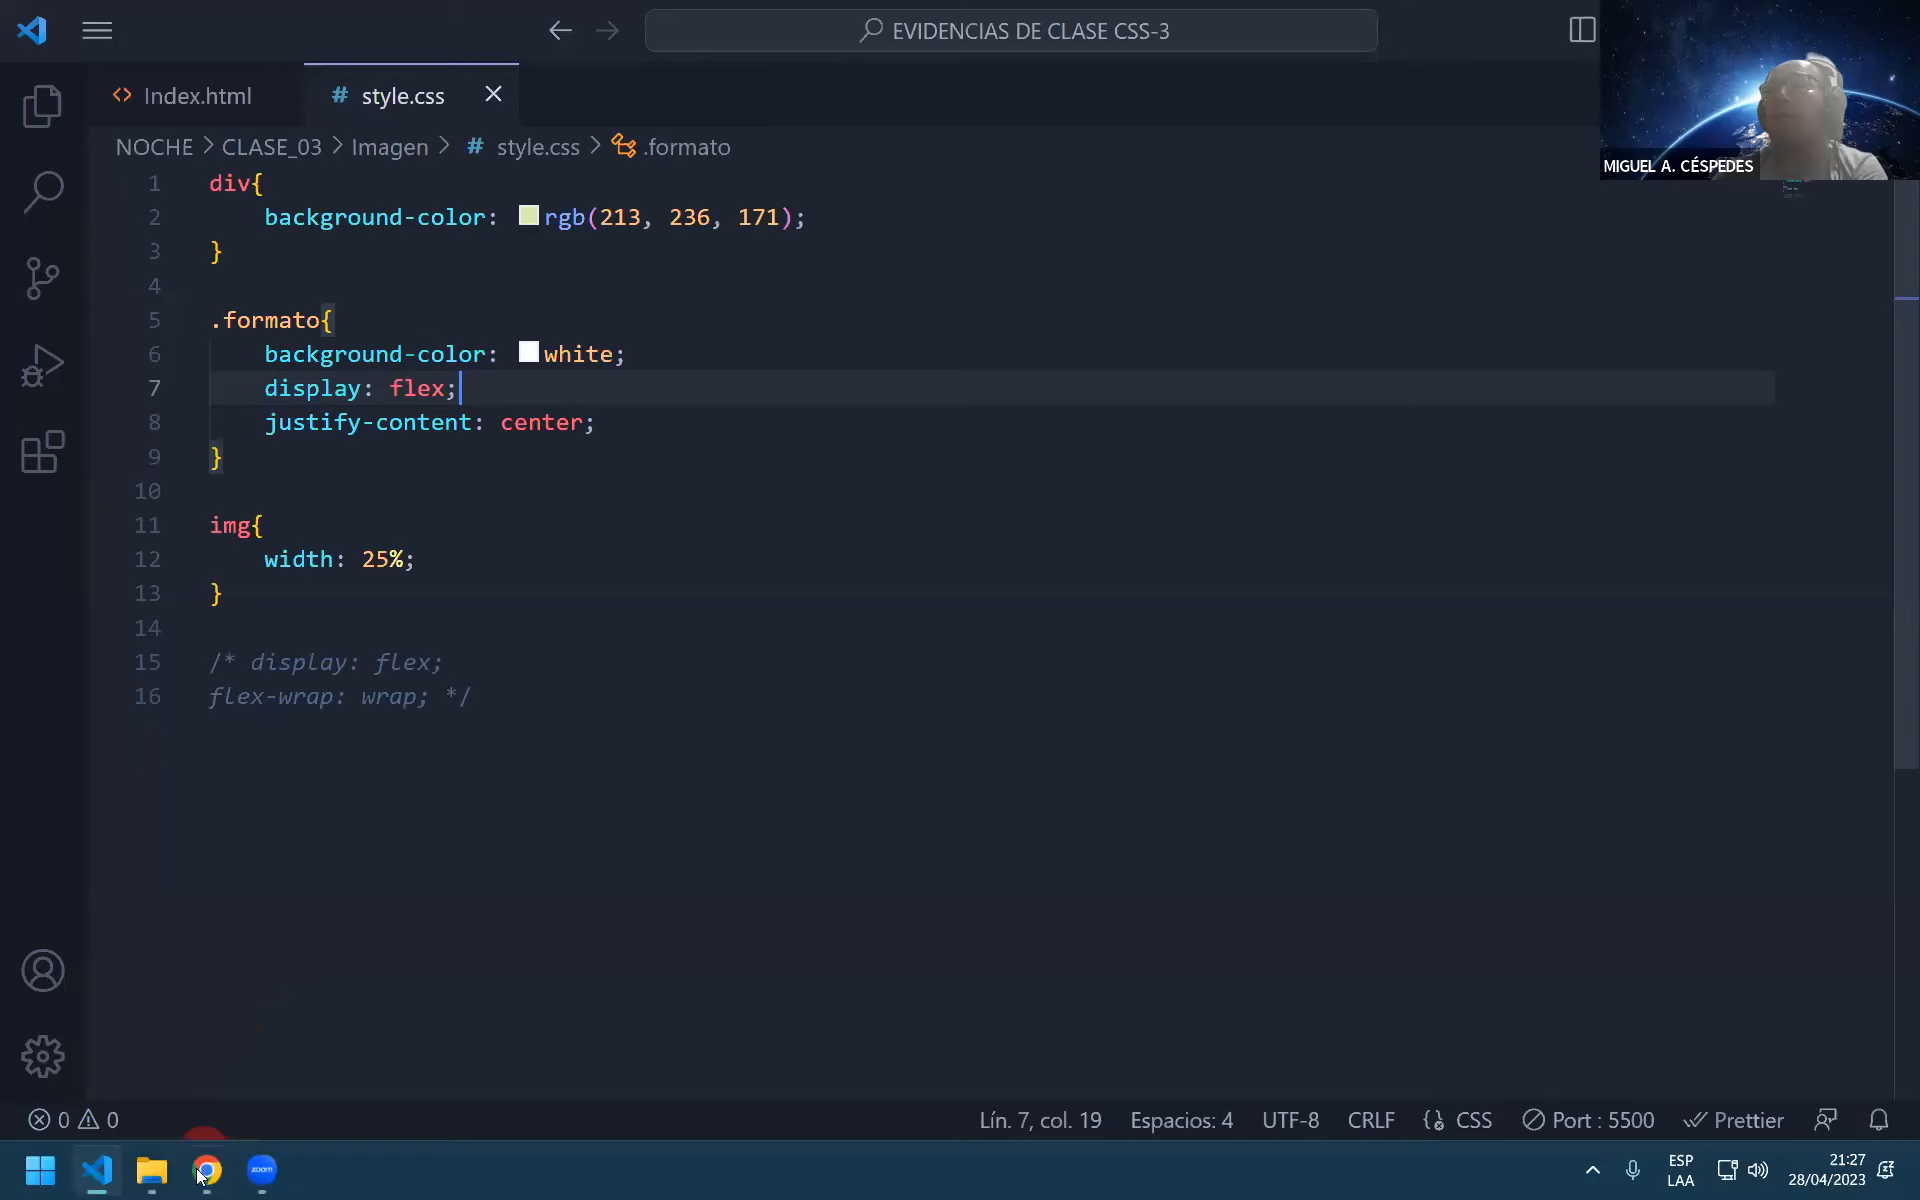 EVIDENCIAS DE CLASE CSS-3
Index.html
# style.css
NOCHE > CLASE_03 > Imagen > # style.css > .formato
MIGUEL A. CÉSPEDES
1 div{
2 background-color: rgb(213, 236, 171);
3 }
4
5 .formato{
6 background-color: white;
7 display: flex;
8 justify-content: center;
9 }
10
11 img{
12 width: 25%;
13 }
14
15 /* display: flex;
16 flex-wrap: wrap; */
0 0
Lín. 7, col. 19 Espacios: 4 UTF-8 CRLF {} CSS Port : 5500 Prettier
zoom
ESP
LAA
21:27
28/04/2023